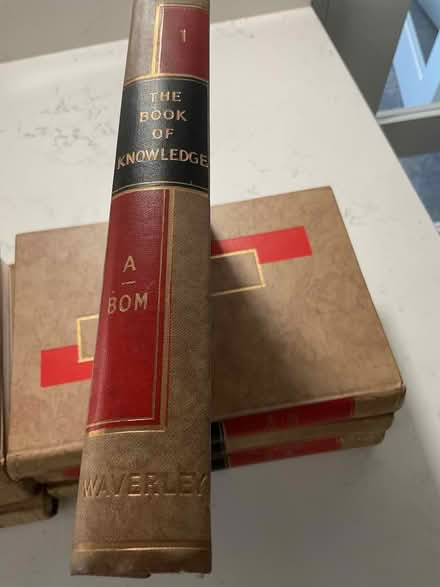 1
THE
BOOK
OF
KNOWLEDGE
A
—
BOM
WAVERLEY